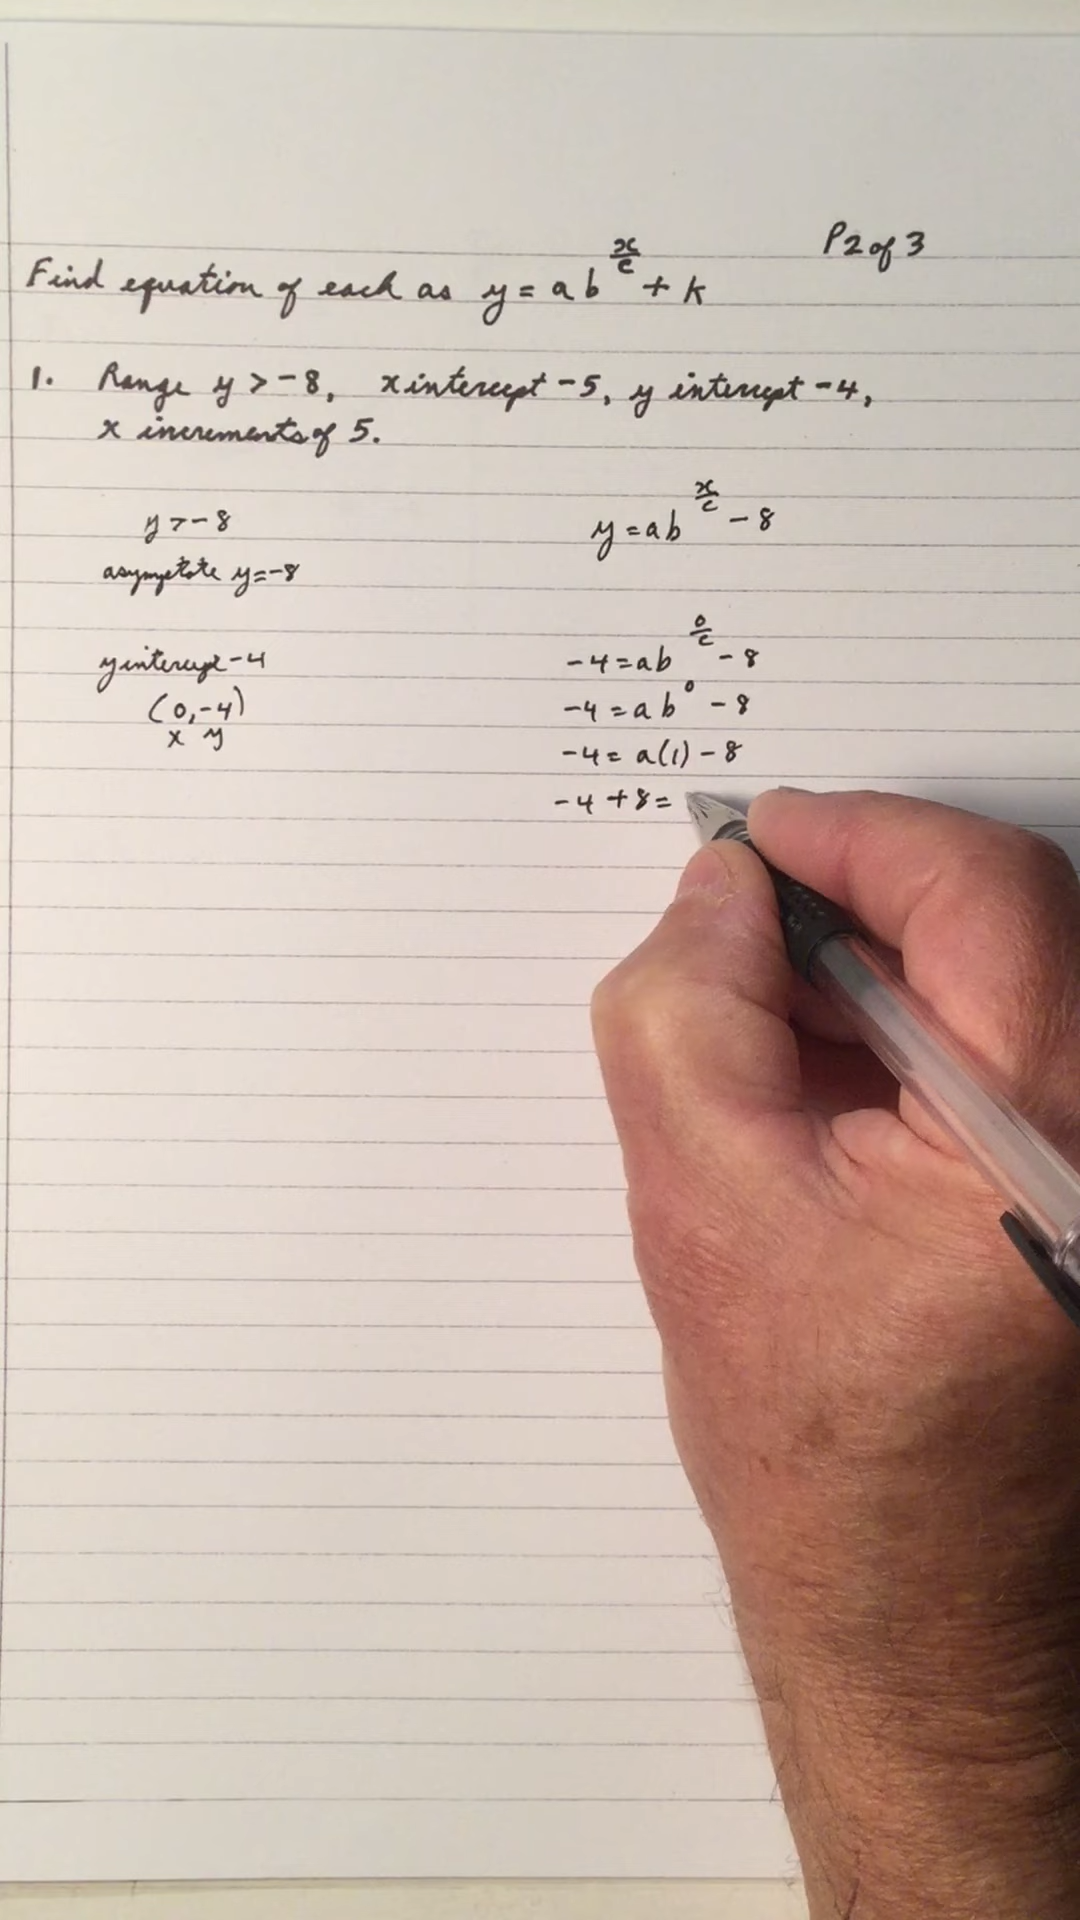 P2 of 3
Find equation of each as y = ab^(x/c) + k
1. Range y > -8, x intercept -5, y intercept -4,
x increments of 5.
y > -8
y = ab^(x/c) - 8
asymptote y = -8
y intercept -4
-4 = ab^(0/c) - 8
(0, -4)
-4 = ab^0 - 8
x y
-4 = a(1) - 8
-4 + 8 =